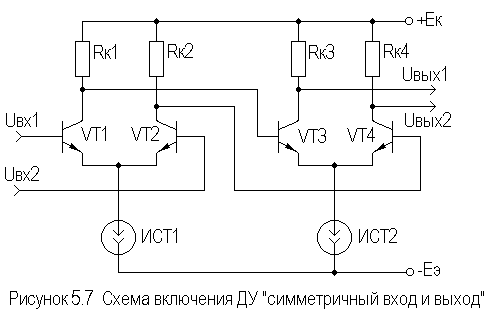 +Eк
Rк1
Rк2
Rк3
Rк4
Uвых1
Uвх1
VT1
VT2
VT3
VT4
Uвых2
Uвх2
ИСТ1
ИСТ2
-Eэ
Рисунок 5.7 Схема включения ДУ "симметричный вход и выход"